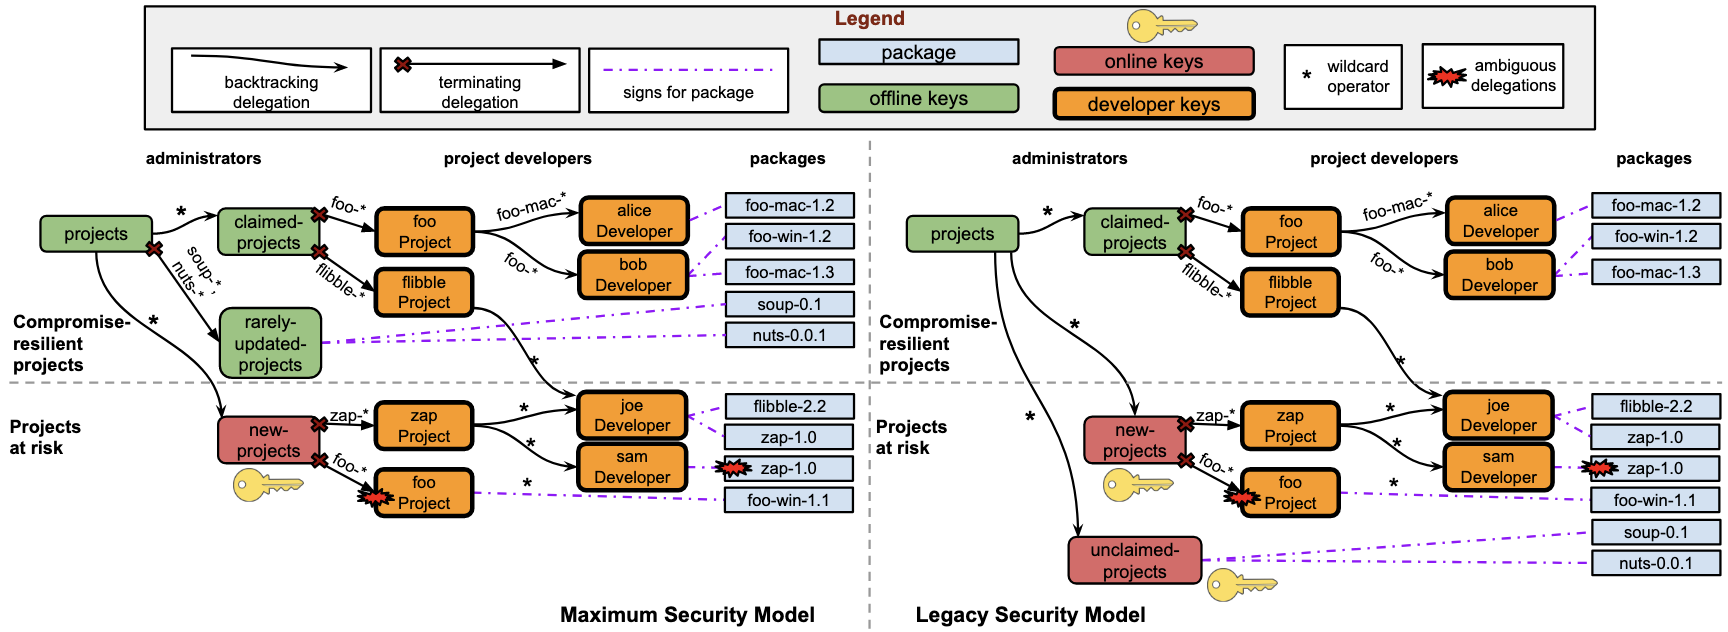 Legend
backtracking
delegation
terminating
delegation
signs for package
package
offline keys
online keys
developer keys
* wildcard
operator
ambiguous
delegations
administrators
project developers
packages
projects
*
soup-*,
nuts-*
*
claimed-
projects
foo-*
flibble-*
foo
Project
flibble
Project
foo-mac-*
foo-*
alice
Developer
bob
Developer
foo-mac-1.2
foo-win-1.2
foo-mac-1.3
soup-0.1
nuts-0.0.1
rarely-
updated-
projects
Compromise-
resilient
projects
*
Projects
at risk
new-
projects
zap-*
foo-*
zap
Project
foo
Project
*
*
*
joe
Developer
sam
Developer
flibble-2.2
zap-1.0
zap-1.0
foo-win-1.1
Maximum Security Model
administrators
project developers
packages
projects
*
*
*
claimed-
projects
foo-*
flibble-*
foo
Project
flibble
Project
foo-mac-*
foo-*
alice
Developer
bob
Developer
foo-mac-1.2
foo-win-1.2
foo-mac-1.3
Compromise-
resilient
projects
*
Projects
at risk
new-
projects
zap-*
foo-*
zap
Project
foo
Project
*
*
*
joe
Developer
sam
Developer
flibble-2.2
zap-1.0
zap-1.0
foo-win-1.1
soup-0.1
nuts-0.0.1
unclaimed-
projects
Legacy Security Model